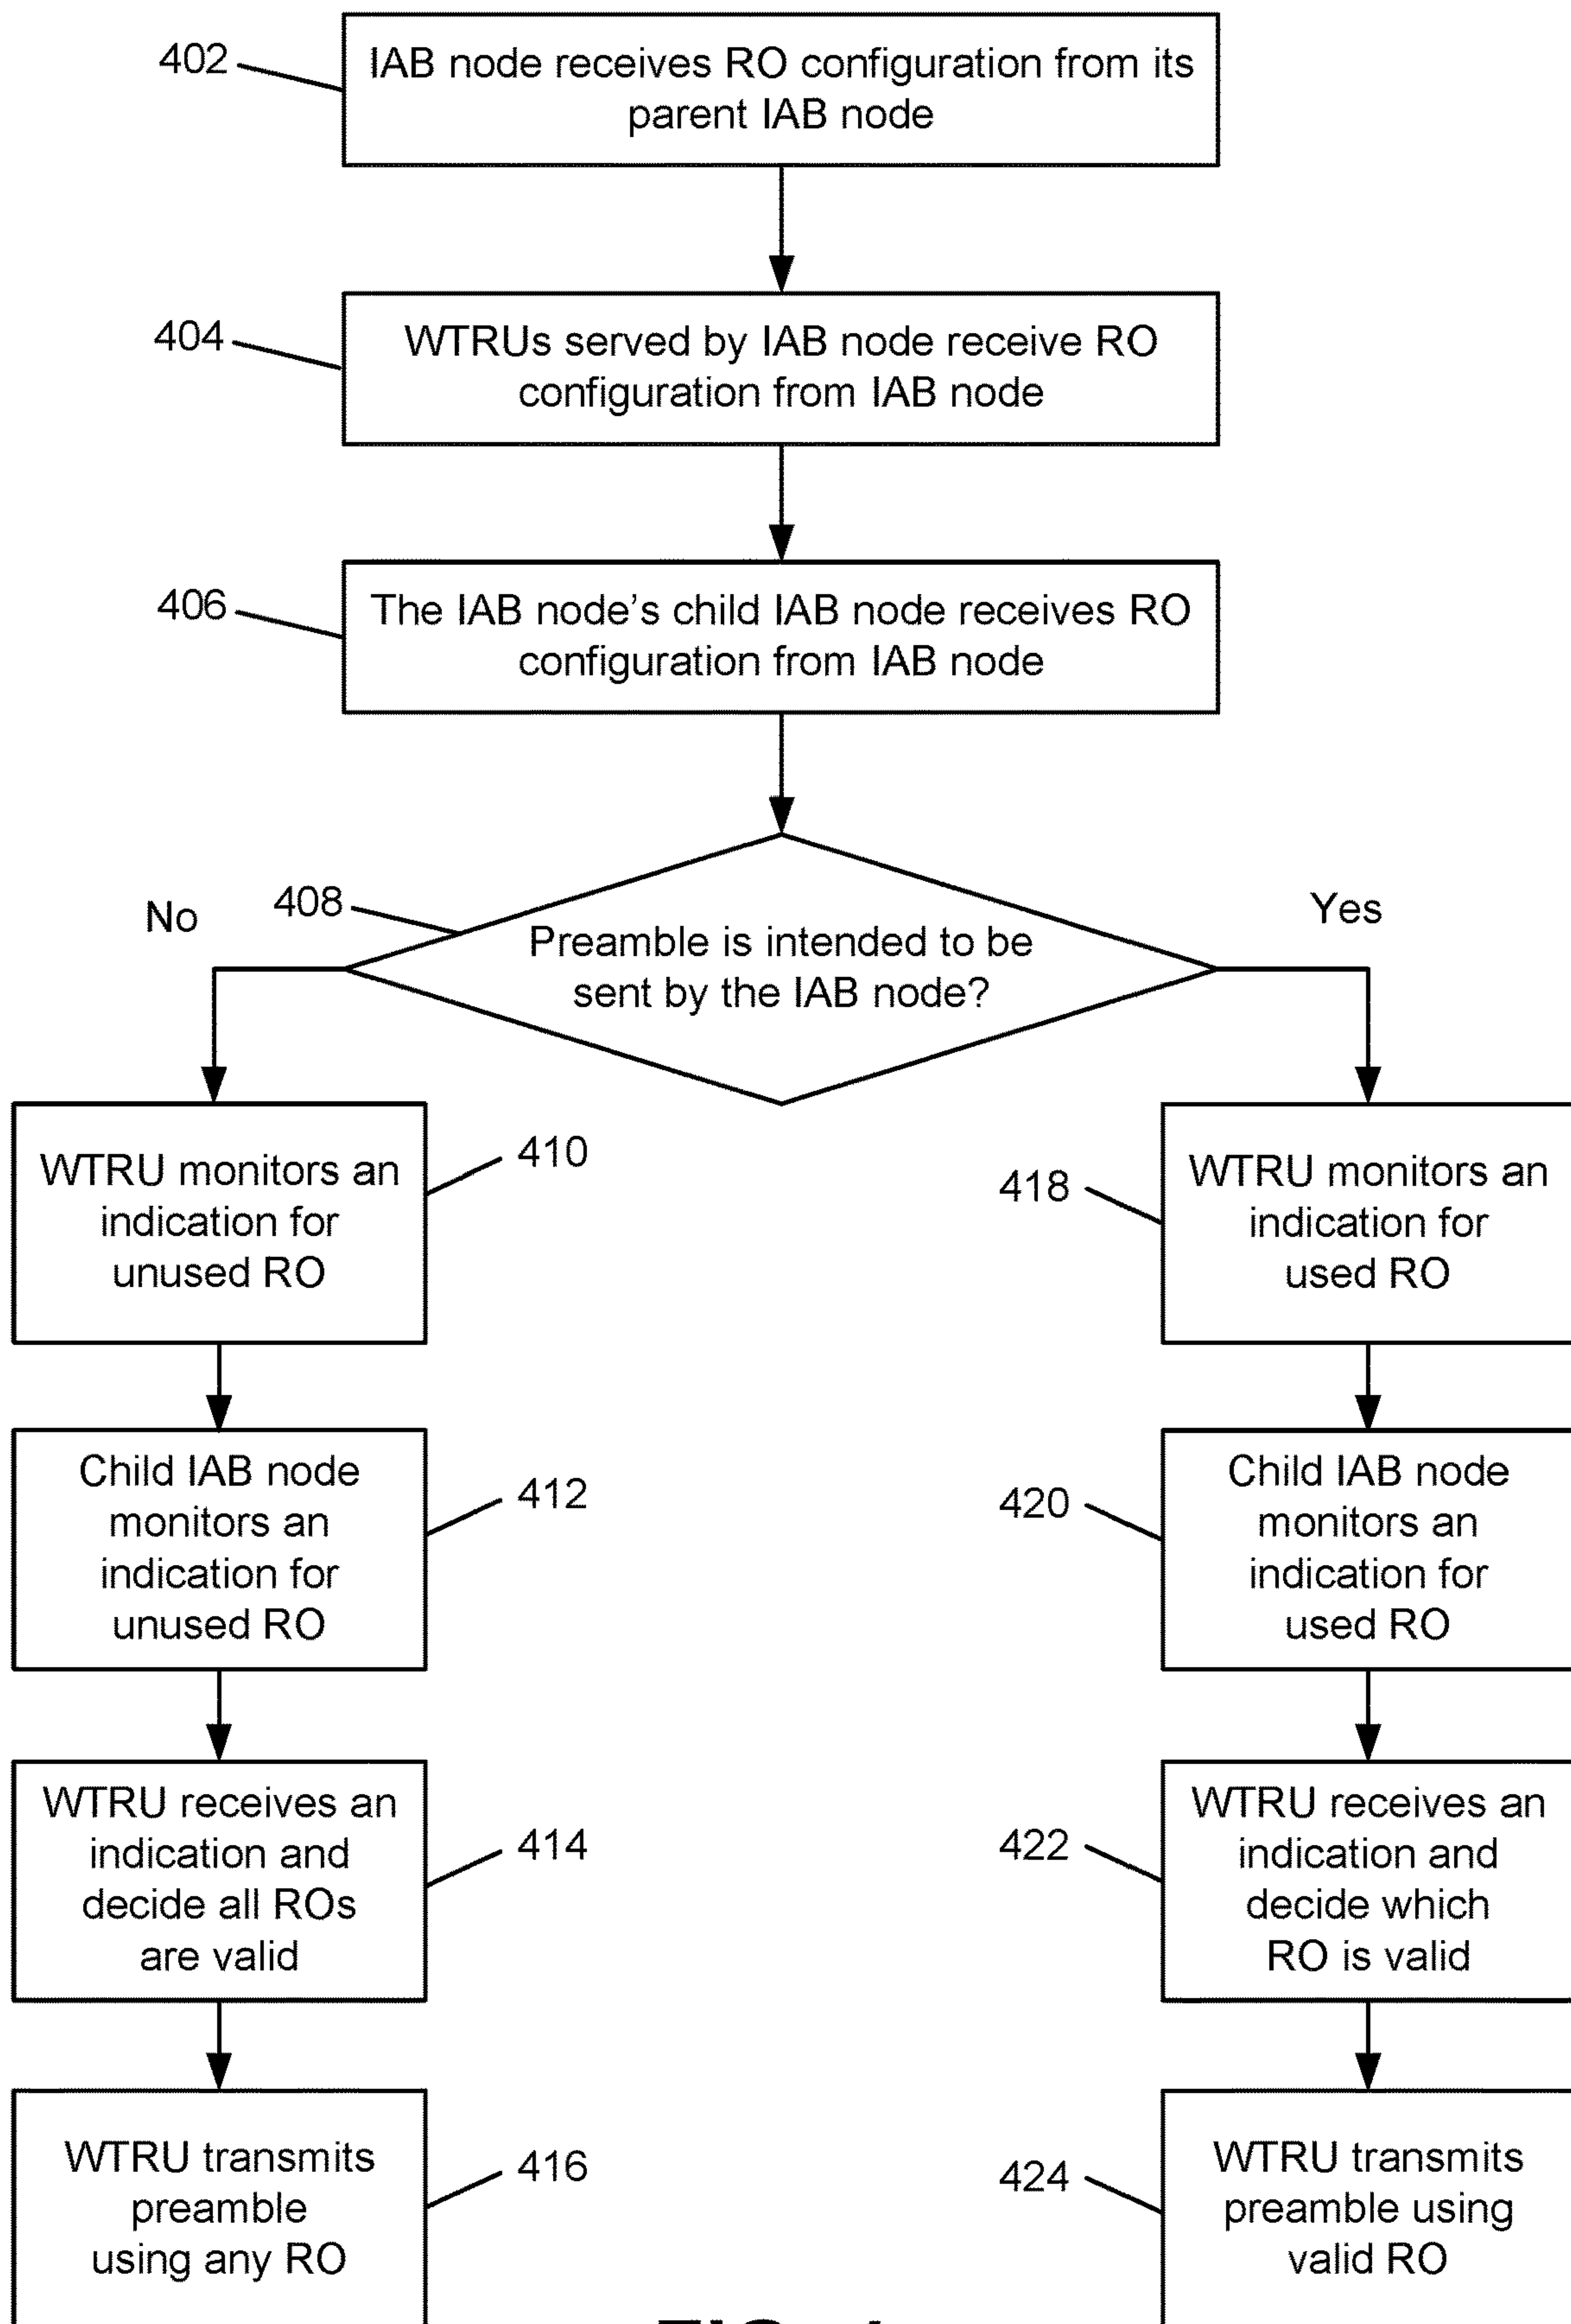 402
IAB node receives RO configuration from its
parent IAB node
404
WTRUs served by IAB node receive RO
configuration from IAB node
406
The IAB node's child IAB node receives RO
configuration from IAB node
No
408
Yes
Preamble is intended to be
sent by the IAB node?
WTRU monitors an
indication for
unused RO
410
Child IAB node
monitors an
indication for
unused RO
412
WTRU receives an
indication and
decide all ROs
are valid
414
WTRU transmits
preamble
using any RO
416
418
WTRU monitors an
indication for
used RO
420
Child IAB node
monitors an
indication for
used RO
422
WTRU receives an
indication and
decide which
RO is valid
424
WTRU transmits
preamble using
valid RO